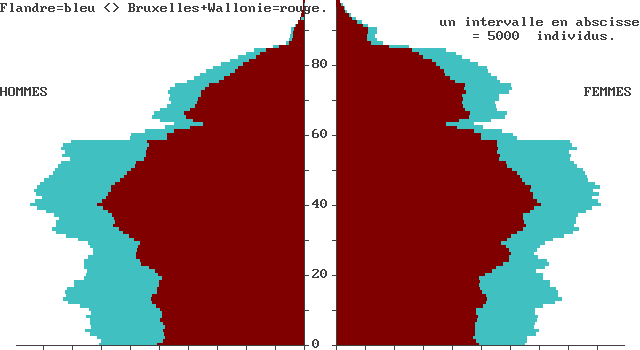 Flandre=bleu <> Bruxelles+Wallonie=rouge.
un intervalle en abscisse
= 5000 individus.
80
HOMMES
FEMMES
60
40
20
0